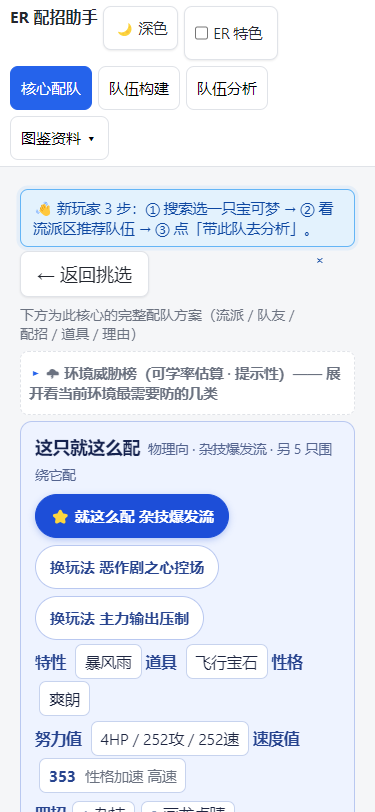 ER 配招助手 🌙 深色 ER 特色
核心配队 队伍构建 队伍分析
图鉴资料 ▼
👋 新玩家 3 步：① 搜索选一只宝可梦 → ② 看
流派区推荐队伍 → ③ 点「带此队去分析」。
← 返回挑选 ×
下方为此核心的完整配队方案（流派 / 队友 /
配招 / 道具 / 理由）
► 🌩 环境威胁榜（可学率估算 · 提示性）—— 展
开看当前环境最需要防的几类
这只就这么配 物理向 · 杂技爆发流 · 另 5 只围
绕它配
⭐ 就这么配 杂技爆发流
换玩法 恶作剧之心控场
换玩法 主力输出压制
特性 暴风雨 道具 飞行宝石 性格
爽朗
努力值 4HP / 252攻 / 252速 速度值
353 性格加速 高速